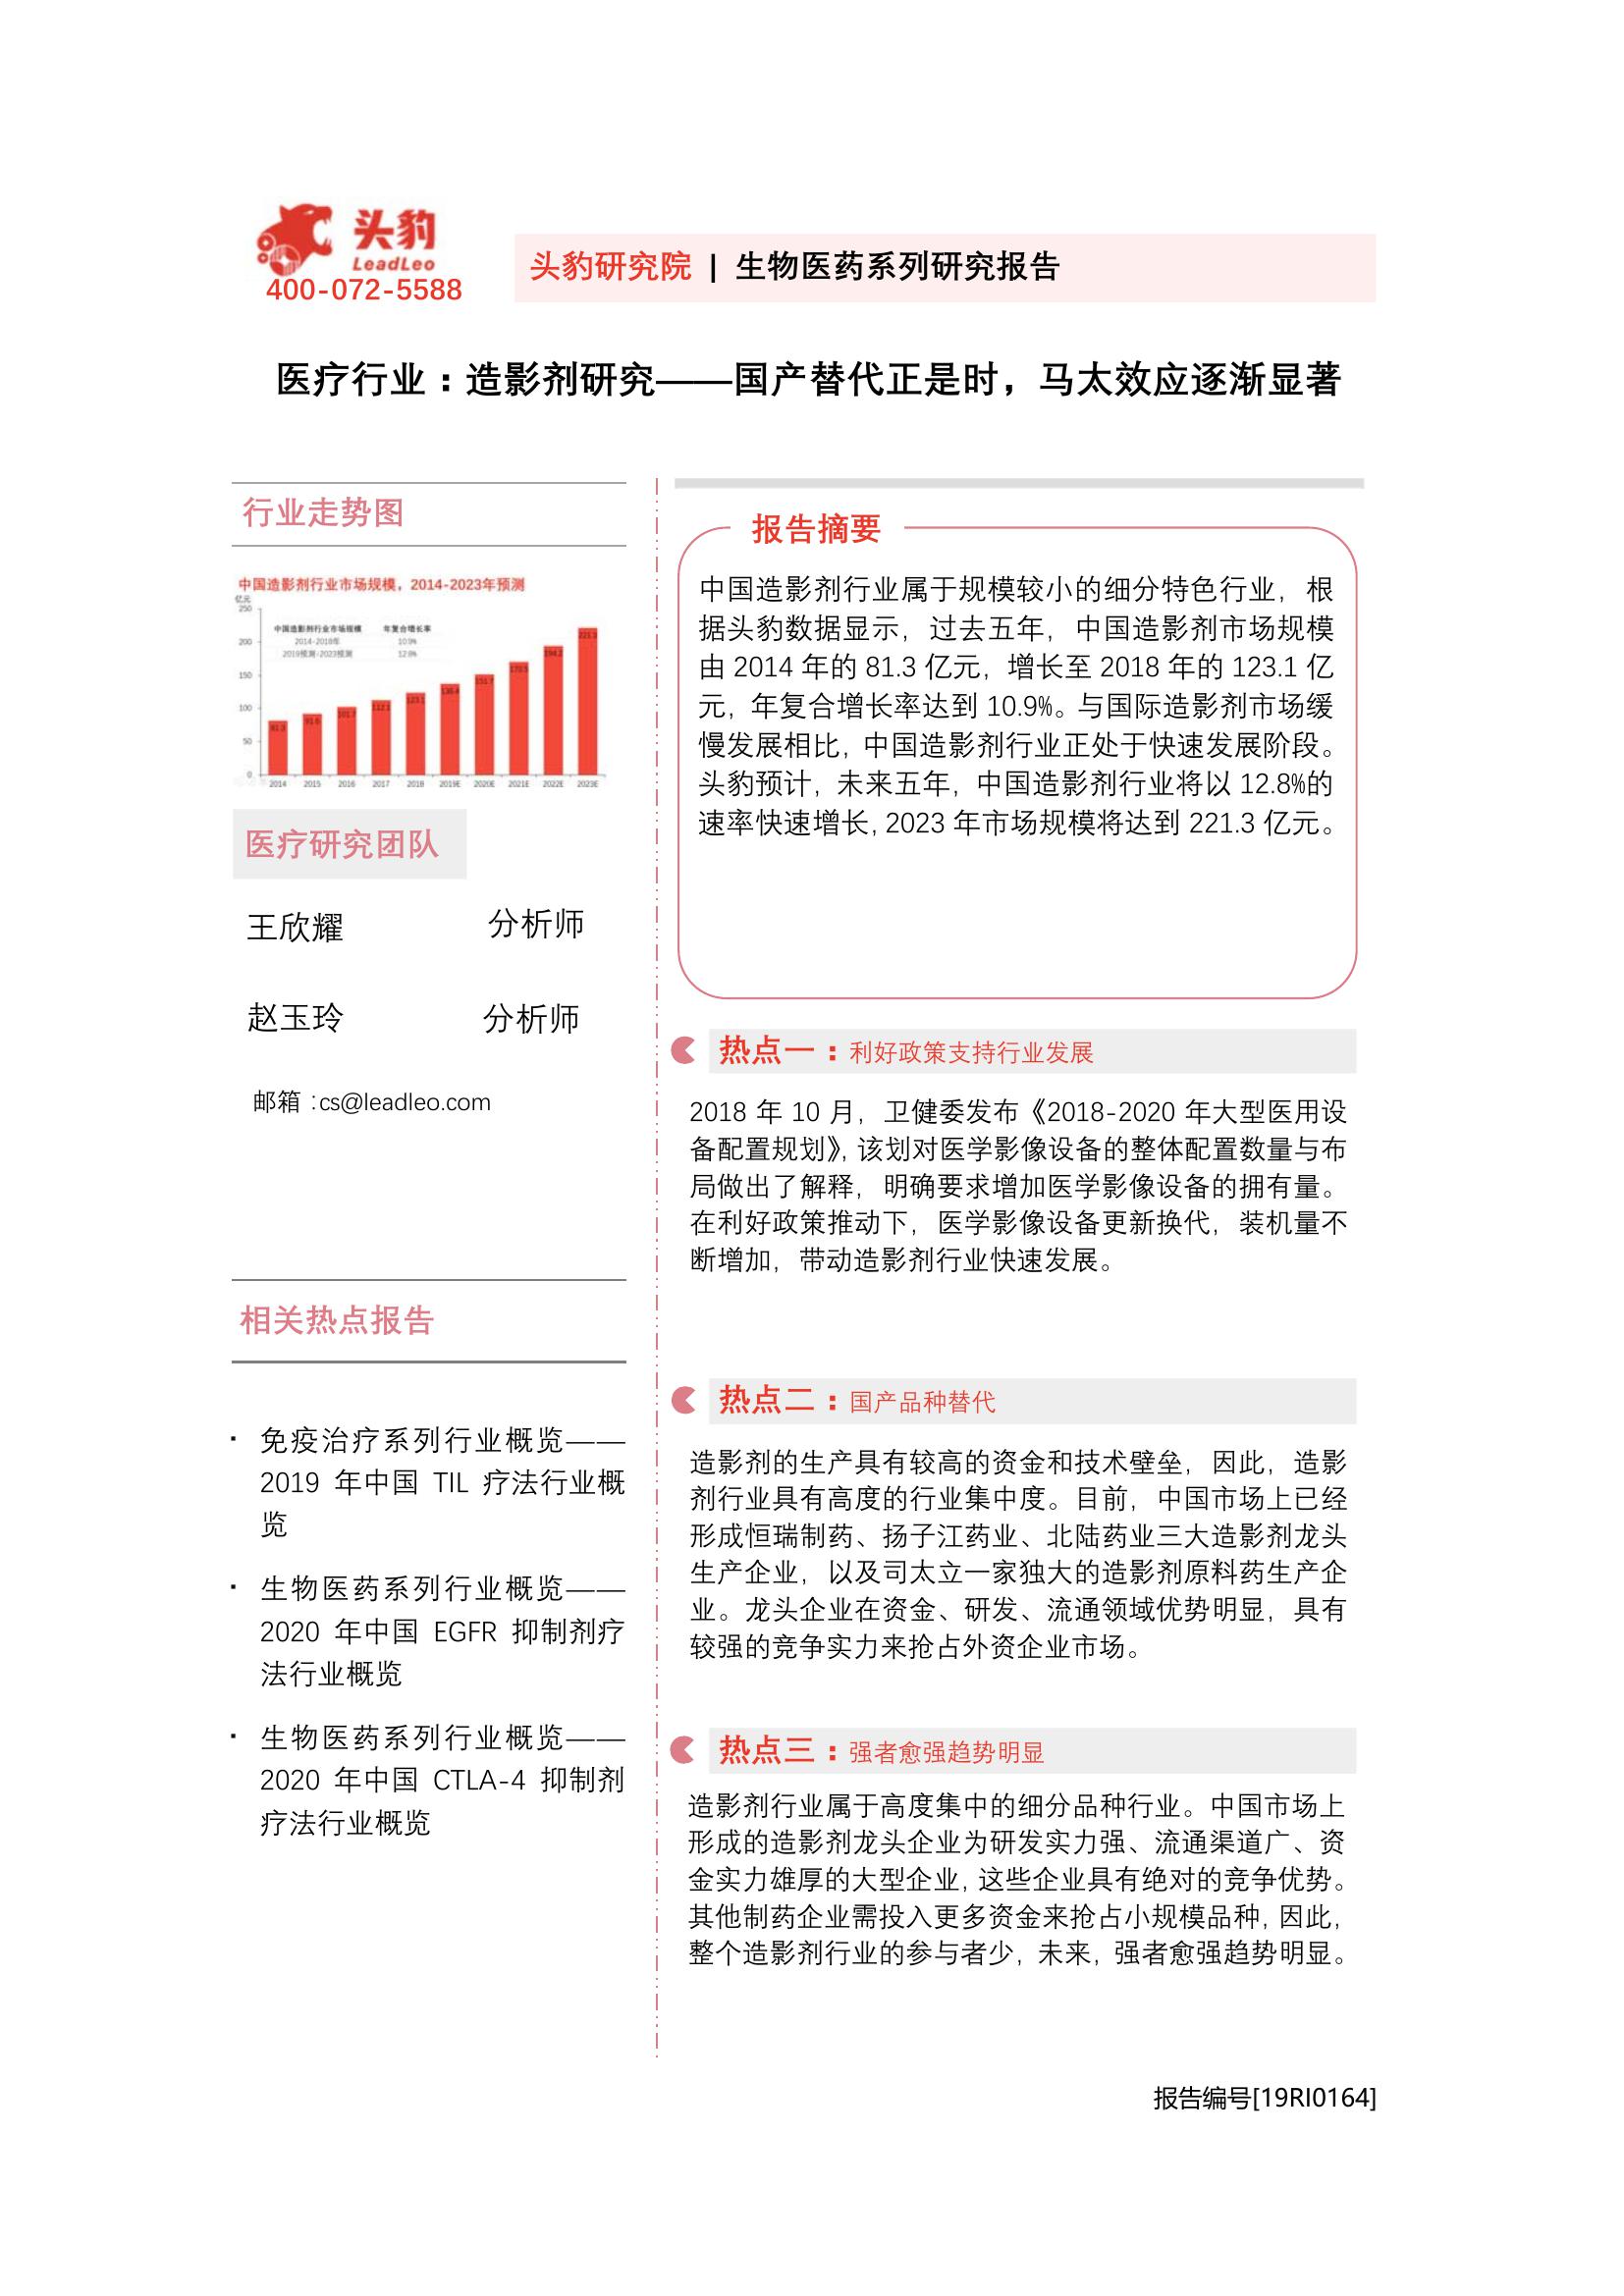 头豹
LeadLeo
400-072-5588
头豹研究院 | 生物医药系列研究报告
医疗行业：造影剂研究——国产替代正是时，马太效应逐渐显著
行业走势图
中国造影剂行业市场规模，2014-2023年预测
亿元
250
200
150
100
50
0
中国造影剂行业市场规模 年复合增长率
2014-2018年 10.9%
2019预测-2023预测 12.8%
81.3
112.1
123.1
221.3
2014 2015 2016 2017 2018 2019E 2020E 2021E 2022E 2023E
医疗研究团队
王欣耀 分析师
赵玉玲 分析师
邮箱：cs@leadleo.com
相关热点报告
▪ 免疫治疗系列行业概览——
2019 年中国 TIL 疗法行业概
览
▪ 生物医药系列行业概览——
2020 年中国 EGFR 抑制剂疗
法行业概览
▪ 生物医药系列行业概览——
2020 年中国 CTLA-4 抑制剂
疗法行业概览
报告摘要
中国造影剂行业属于规模较小的细分特色行业，根
据头豹数据显示，过去五年，中国造影剂市场规模
由 2014 年的 81.3 亿元，增长至 2018 年的 123.1 亿
元，年复合增长率达到 10.9%。与国际造影剂市场缓
慢发展相比，中国造影剂行业正处于快速发展阶段。
头豹预计，未来五年，中国造影剂行业将以 12.8%的
速率快速增长，2023 年市场规模将达到 221.3 亿元。
热点一：利好政策支持行业发展
2018 年 10 月，卫健委发布《2018-2020 年大型医用设
备配置规划》，该划对医学影像设备的整体配置数量与布
局做出了解释，明确要求增加医学影像设备的拥有量。
在利好政策推动下，医学影像设备更新换代，装机量不
断增加，带动造影剂行业快速发展。
热点二：国产品种替代
造影剂的生产具有较高的资金和技术壁垒，因此，造影
剂行业具有高度的行业集中度。目前，中国市场上已经
形成恒瑞制药、扬子江药业、北陆药业三大造影剂龙头
生产企业，以及司太立一家独大的造影剂原料药生产企
业。龙头企业在资金、研发、流通领域优势明显，具有
较强的竞争实力来抢占外资企业市场。
热点三：强者愈强趋势明显
造影剂行业属于高度集中的细分品种行业。中国市场上
形成的造影剂龙头企业为研发实力强、流通渠道广、资
金实力雄厚的大型企业，这些企业具有绝对的竞争优势。
其他制药企业需投入更多资金来抢占小规模品种，因此，
整个造影剂行业的参与者少，未来，强者愈强趋势明显。
报告编号[19RI0164]